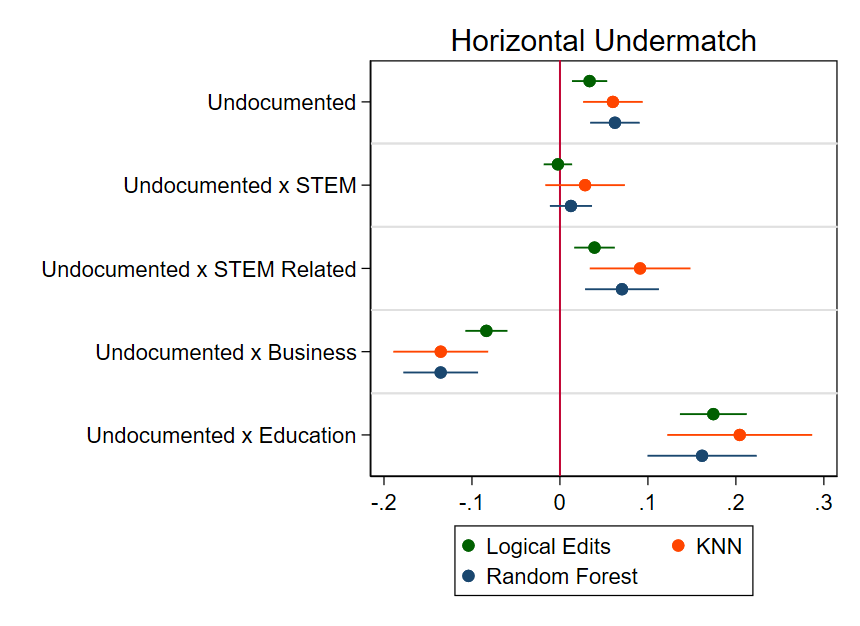 Horizontal Undermatch
Undocumented
Undocumented x STEM
Undocumented x STEM Related
Undocumented x Business
Undocumented x Education
-.2 -.1 0 .1 .2 .3
Logical Edits KNN
Random Forest